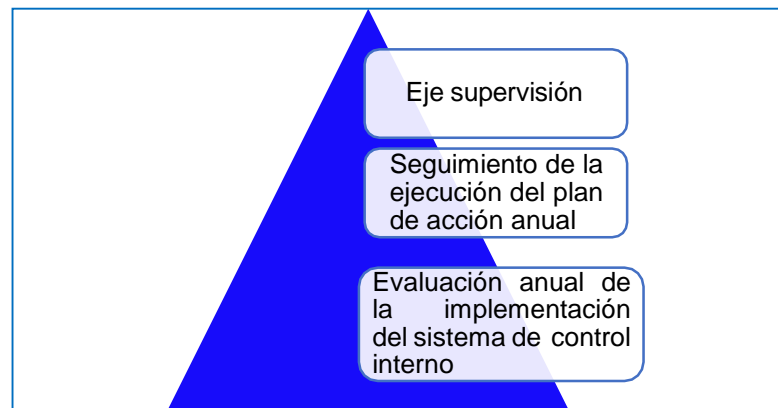 Eje supervisión
Seguimiento de la
ejecución del plan
de acción anual
Evaluación anual de
la implementación
del sistema de control
interno